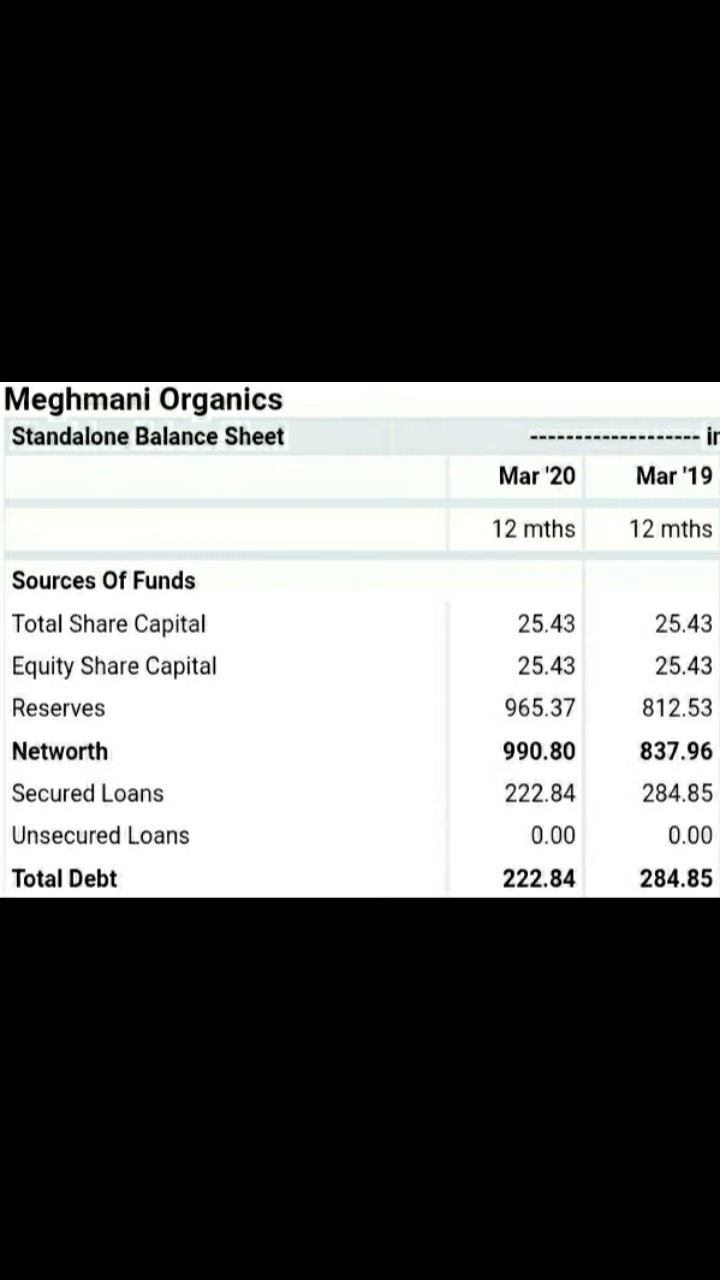 Meghmani Organics
Standalone Balance Sheet ------------------- in
Mar '20 Mar '19
12 mths 12 mths
Sources Of Funds
Total Share Capital 25.43 25.43
Equity Share Capital 25.43 25.43
Reserves 965.37 812.53
Networth 990.80 837.96
Secured Loans 222.84 284.85
Unsecured Loans 0.00 0.00
Total Debt 222.84 284.85